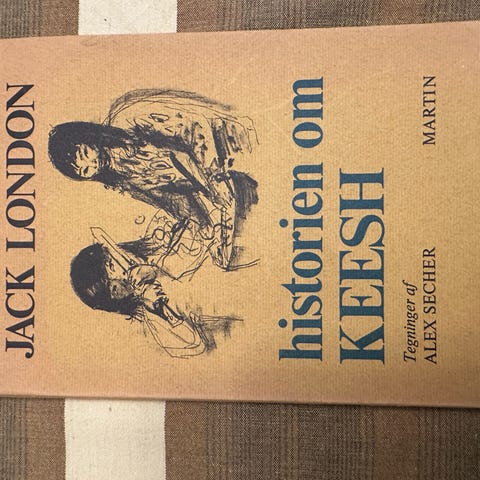 JACK LONDON
historien om
KEESH
Tegninger af
ALEX SECHER
MARTIN